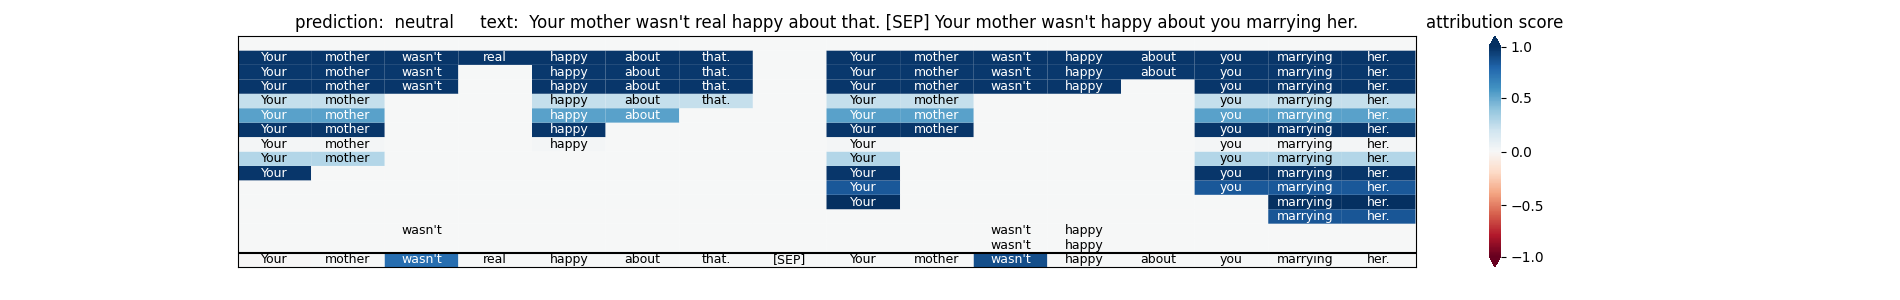 prediction:  neutral     text:  Your mother wasn't real happy about that. [SEP] Your mother wasn't happy about you marrying her.     attribution score
Your mother wasn't real happy about that. Your mother wasn't happy about you marrying her.
Your mother wasn't happy about that. Your mother wasn't happy about you marrying her.
Your mother wasn't happy about that. Your mother wasn't happy you marrying her.
Your mother happy about that. Your mother you marrying her.
Your mother happy about Your mother you marrying her.
Your mother happy Your mother you marrying her.
Your mother happy Your you marrying her.
Your mother Your you marrying her.
Your Your you marrying her.
Your you marrying her.
Your marrying her.
marrying her.
wasn't wasn't happy
wasn't happy
Your mother wasn't real happy about that. [SEP] Your mother wasn't happy about you marrying her.
1.0
0.5
0.0
−0.5
−1.0